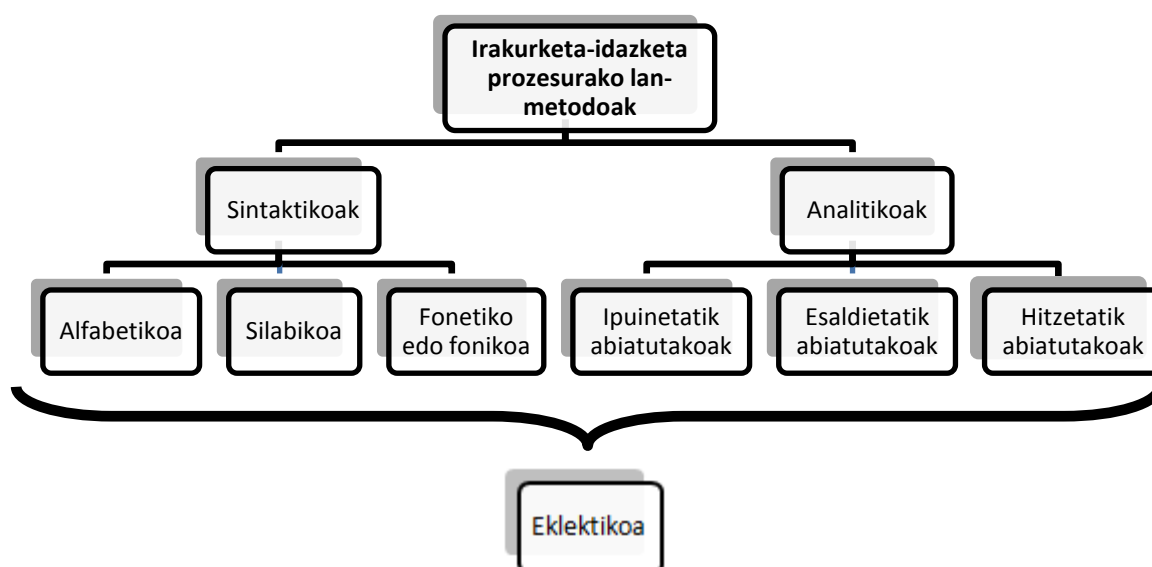 Irakurketa-idazketa
prozesurako lan-
metodoak
Sintaktikoak
Analitikoak
Alfabetikoa
Silabikoa
Fonetiko
edo fonikoa
Ipuinetatik
abiatutakoak
Esaldietatik
abiatutakoak
Hitzetatik
abiatutakoak
Eklektikoa